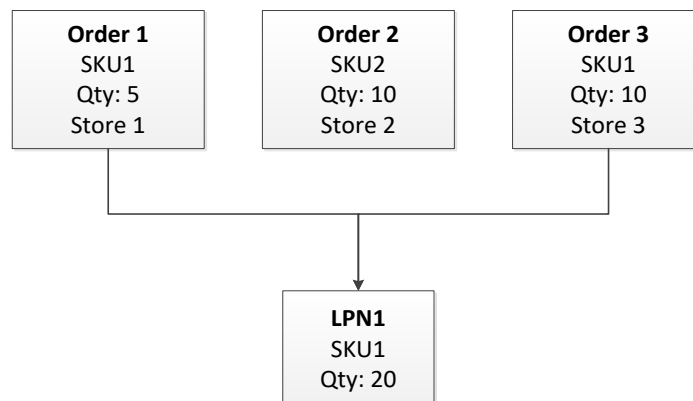 Order 1
SKU1
Qty: 5
Store 1
Order 2
SKU2
Qty: 10
Store 2
Order 3
SKU1
Qty: 10
Store 3
LPN1
SKU1
Qty: 20